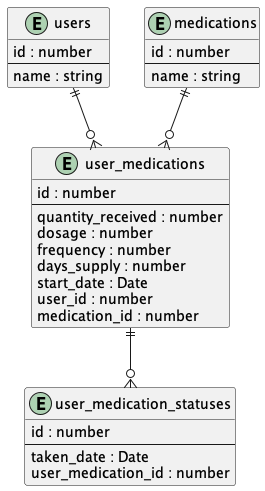 E users
id : number
name : string
E medications
id : number
name : string
E user_medications
id : number
quantity_received : number
dosage : number
frequency : number
days_supply : number
start_date : Date
user_id : number
medication_id : number
E user_medication_statuses
id : number
taken_date : Date
user_medication_id : number